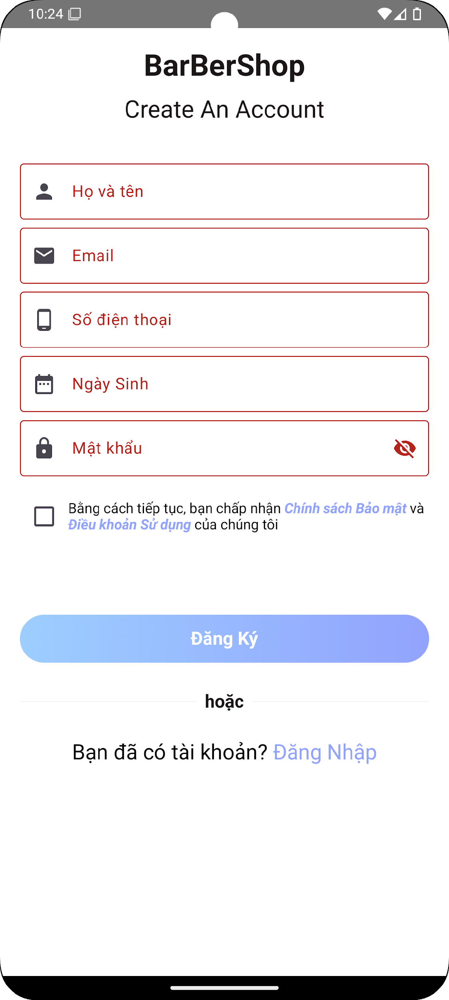 10:24
BarBerShop
Create An Account
Họ và tên
Email
Số điện thoại
Ngày Sinh
Mật khẩu
Bằng cách tiếp tục, bạn chấp nhận Chính sách Bảo mật và
Điều khoản Sử dụng của chúng tôi
Đăng Ký
hoặc
Bạn đã có tài khoản? Đăng Nhập